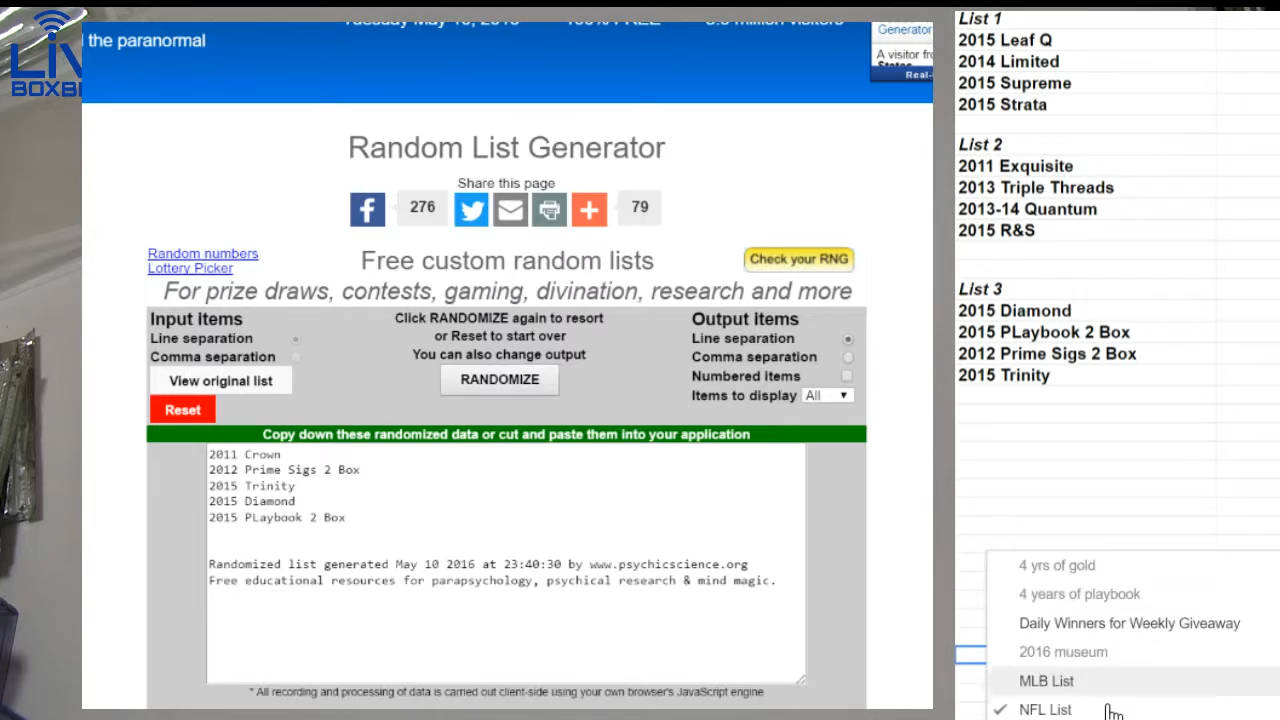 LIV
BOXB
the paranormal
Generator
A visitor fro
States
Real-
Random List Generator
Share this page
276
79
Random numbers
Lottery Picker
Free custom random lists
Check your RNG
For prize draws, contests, gaming, divination, research and more
Input items
Line separation
Comma separation
View original list
Reset
Click RANDOMIZE again to resort
or Reset to start over
You can also change output
RANDOMIZE
Output items
Line separation
Comma separation
Numbered items
Items to display All
Copy down these randomized data or cut and paste them into your application
2011 Crown
2012 Prime Sigs 2 Box
2015 Trinity
2015 Diamond
2015 PLaybook 2 Box
Randomized list generated May 10 2016 at 23:40:30 by www.psychicscience.org
Free educational resources for parapsychology, psychical research & mind magic.
* All recording and processing of data is carried out client-side using your own browser's JavaScript engine
List 1
2015 Leaf Q
2014 Limited
2015 Supreme
2015 Strata
List 2
2011 Exquisite
2013 Triple Threads
2013-14 Quantum
2015 R&S
List 3
2015 Diamond
2015 PLaybook 2 Box
2012 Prime Sigs 2 Box
2015 Trinity
4 yrs of gold
4 years of playbook
Daily Winners for Weekly Giveaway
2016 museum
MLB List
NFL List